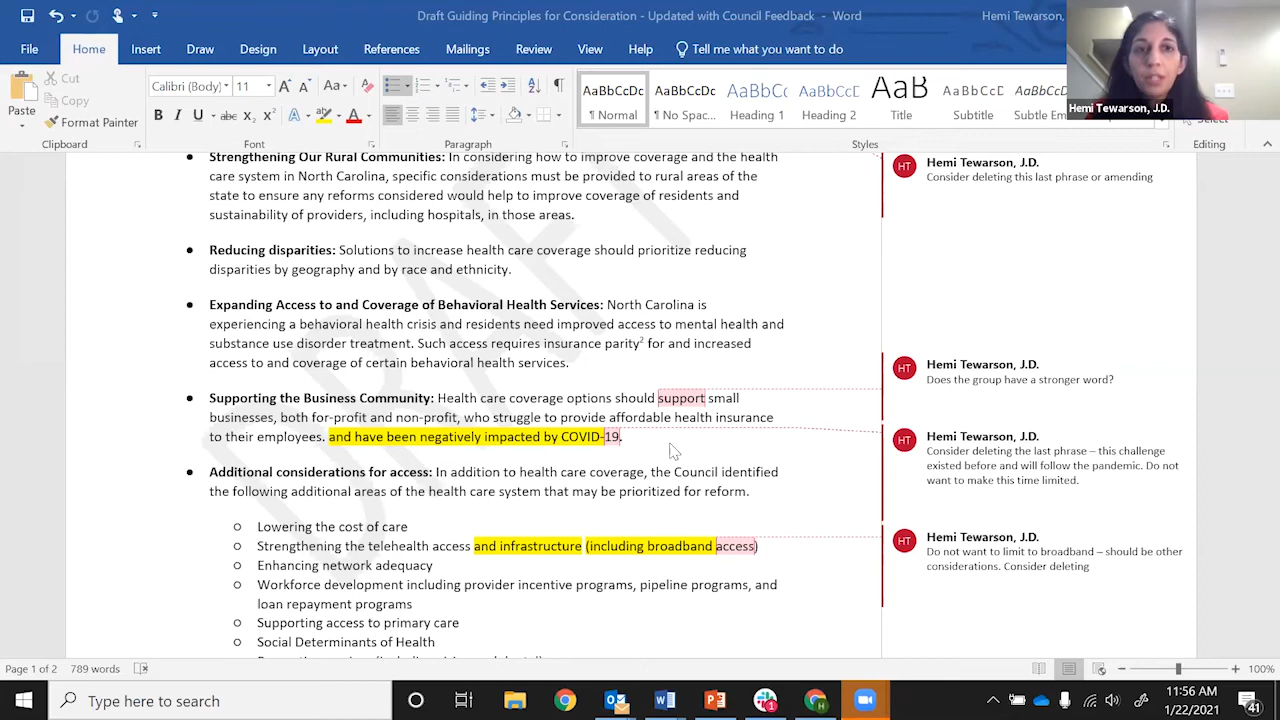 Draft Guiding Principles for Consideration - Updated with Council Feedback - Word
Hemi Tewarson,
File Home Insert Draw Design Layout References Mailings Review View Help Tell me what you want to do
Hemi Tewarson, J.D.
Paste
Cut
Copy
Format Painter
Calibri (Body) 11
AaBbCcDc AaBbCcDc AaBbCc AaBbCcD AaB AaBbCcD AaBbCcD
¶ Normal ¶ No Spac... Heading 1 Heading 2 Title Subtitle Subtle Em
Select
Clipboard Font Paragraph Styles Editing
• Strengthening Our Rural Communities: In considering how to improve coverage and the health
care system in North Carolina, specific considerations must be provided to rural areas of the
state to ensure any reforms considered would help to improve coverage of residents and
sustainability of providers, including hospitals, in those areas.
• Reducing disparities: Solutions to increase health care coverage should prioritize reducing
disparities by geography and by race and ethnicity.
• Expanding Access to and Coverage of Behavioral Health Services: North Carolina is
experiencing a behavioral health crisis and residents need improved access to mental health and
substance use disorder treatment. Such access requires insurance parity² for and increased
access to and coverage of certain behavioral health services.
• Supporting the Business Community: Health care coverage options should support small
businesses, both for-profit and non-profit, who struggle to provide affordable health insurance
to their employees. and have been negatively impacted by COVID-19.
• Additional considerations for access: In addition to health care coverage, the Council identified
the following additional areas of the health care system that may be prioritized for reform.
o Lowering the cost of care
o Strengthening the telehealth access and infrastructure (including broadband access)
o Enhancing network adequacy
o Workforce development including provider incentive programs, pipeline programs, and
loan repayment programs
o Supporting access to primary care
o Social Determinants of Health
DRAFT
HT Hemi Tewarson, J.D.
Consider deleting this last phrase or amending
HT Hemi Tewarson, J.D.
Does the group have a stronger word?
HT Hemi Tewarson, J.D.
Consider deleting the last phrase – this challenge
existed before and will follow the pandemic. Do not
want to make this time limited.
HT Hemi Tewarson, J.D.
Do not want to limit to broadband – should be other
considerations. Consider deleting
Page 1 of 2 789 words 100%
Type here to search
11:56 AM
1/22/2021
41